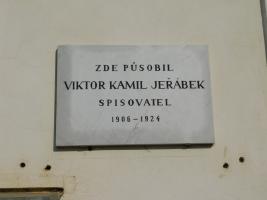 ZDE PŮSOBIL
VIKTOR KAMIL JEŘÁBEK
SPISOVATEL
1906-1924